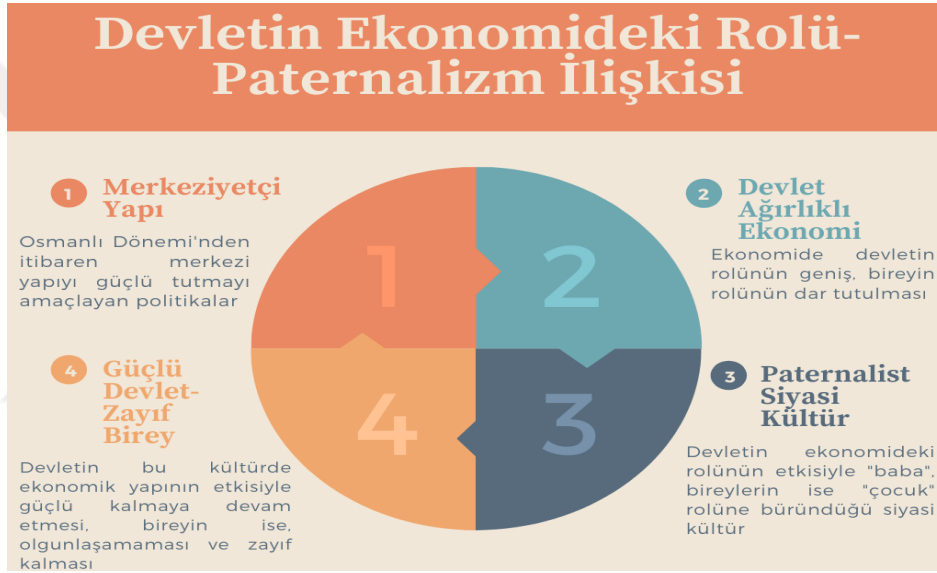 Devletin Ekonomideki Rolü-
Paternalizm İlişkisi
1
Merkeziyetçi
Yapı
Osmanlı Dönemi'nden
itibaren merkezi
yapıyı güçlü tutmayı
amaçlayan politikalar
2
Devlet
Ağırlıklı
Ekonomi
Ekonomide devletin
rolünün geniş, bireyin
rolünün dar tutulması
1
2
4
3
4
Güçlü
Devlet-
Zayıf
Birey
Devletin bu kültürde
ekonomik yapının etkisiyle
güçlü kalmaya devam
etmesi, bireyin ise,
olgunlaşamaması ve zayıf
kalması
3
Paternalist
Siyasi
Kültür
Devletin ekonomideki
rolünün etkisiyle "baba",
bireylerin ise "çocuk"
rolüne büründüğü siyasi
kültür